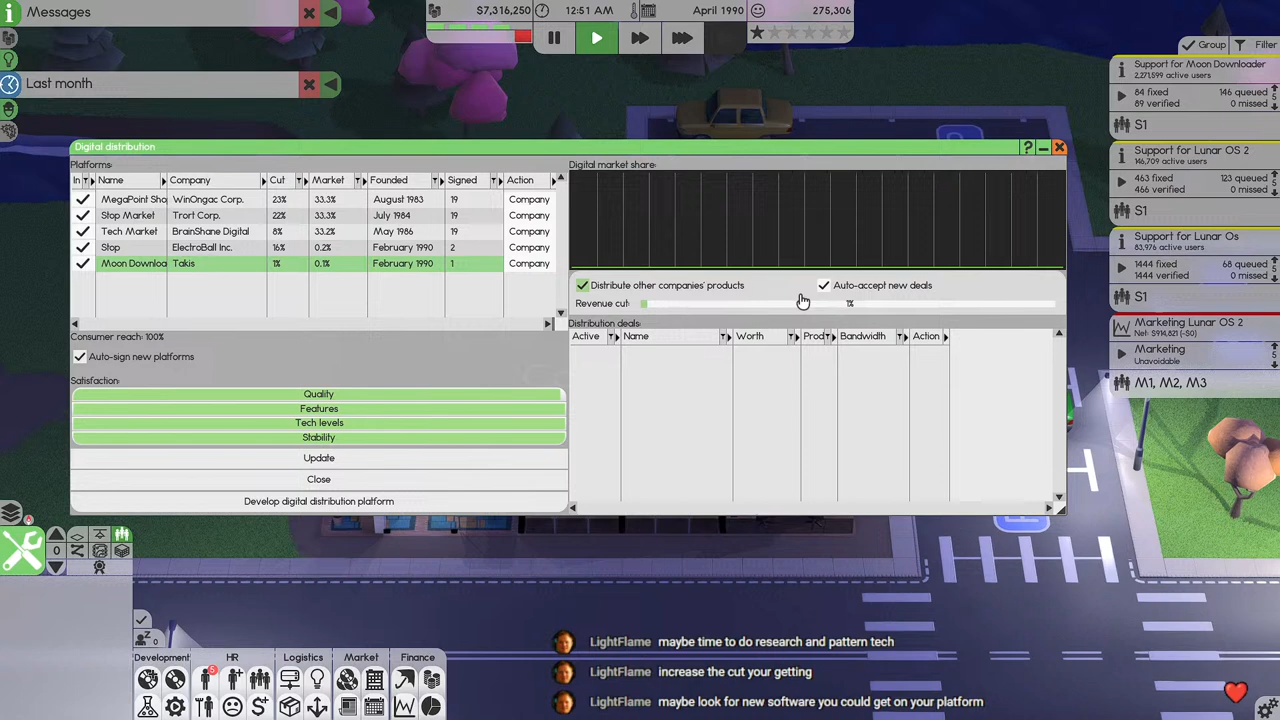 Messages
Last month
$7,316,250
12:51 AM
April 1990
275,306
Group
Filter
Support for Moon Downloader
2,271,599 active users
84 fixed 146 queued
89 verified 0 missed
S1
Support for Lunar OS 2
146,709 active users
463 fixed 123 queued
466 verified 0 missed
S1
Support for Lunar Os
83,976 active users
1444 fixed 68 queued
1444 verified 0 missed
S1
Marketing Lunar OS 2
Marketing
Unavoidable
M1, M2, M3
Digital distribution
?
Platforms:
In Name Company Cut Market Founded Signed Action
MegaPoint Sho WinOngac Corp. 23% 33.3% August 1983 19 Company
Stop Market Trort Corp. 22% 33.3% July 1984 19 Company
Tech Market BrainShane Digital 8% 33.2% May 1986 19 Company
Stop ElectroBall Inc. 16% 0.2% February 1990 2 Company
Moon Downloa Takis 1% 0.1% February 1990 1 Company
Consumer reach: 100%
Auto-sign new platforms
Satisfaction:
Quality
Features
Tech levels
Stability
Update
Close
Develop digital distribution platform
Digital market share:
Distribute other companies' products
Auto-accept new deals
Revenue cut: 1%
Distribution deals:
Active Name Worth Prod Bandwidth Action
0
Development HR Logistics Market Finance
5
LightFlame maybe time to do research and pattern tech
LightFlame increase the cut your getting
LightFlame maybe look for new software you could get on your platform